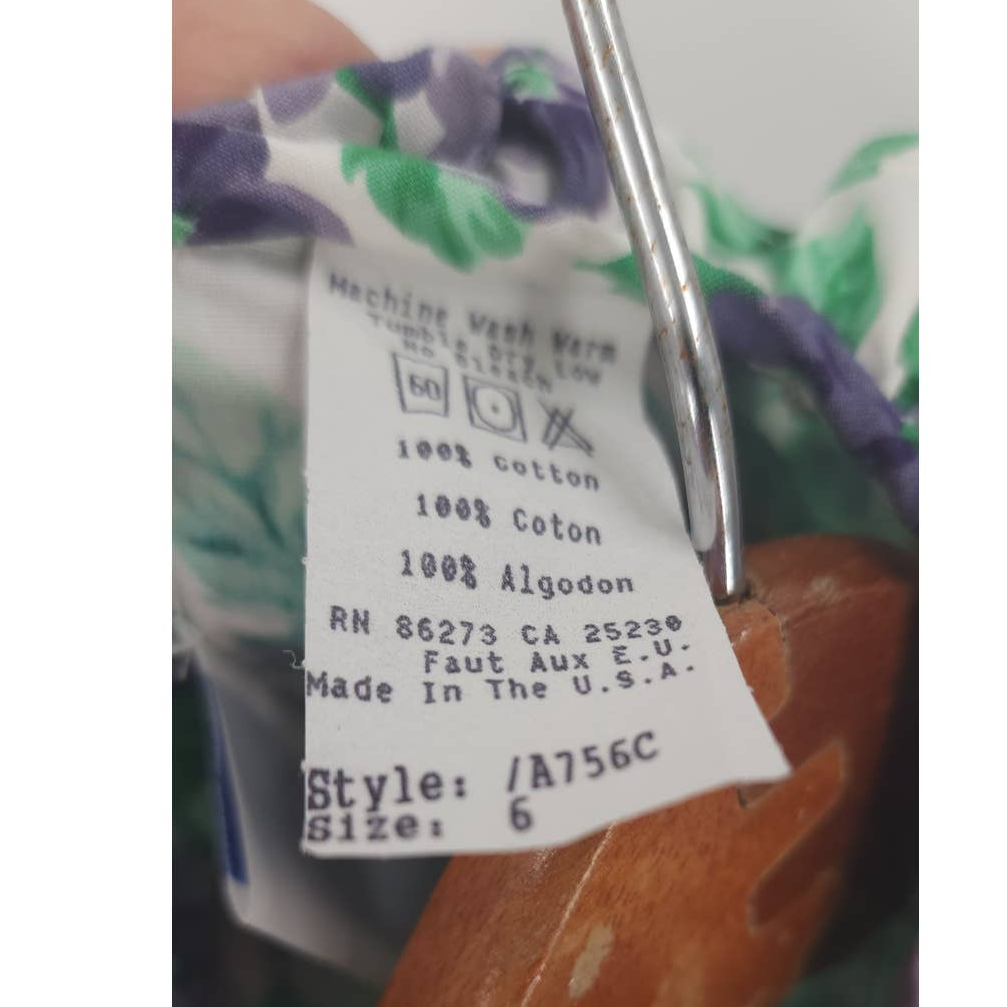 Machine Wash Warm
Tumble Dry Low
No Bleach
60
100% cotton
100% Coton
100% Algodon
RN 86273 CA 25230
Faut Aux E.U.
Made In The U.S.A.
Style: /A756C
Size: 6